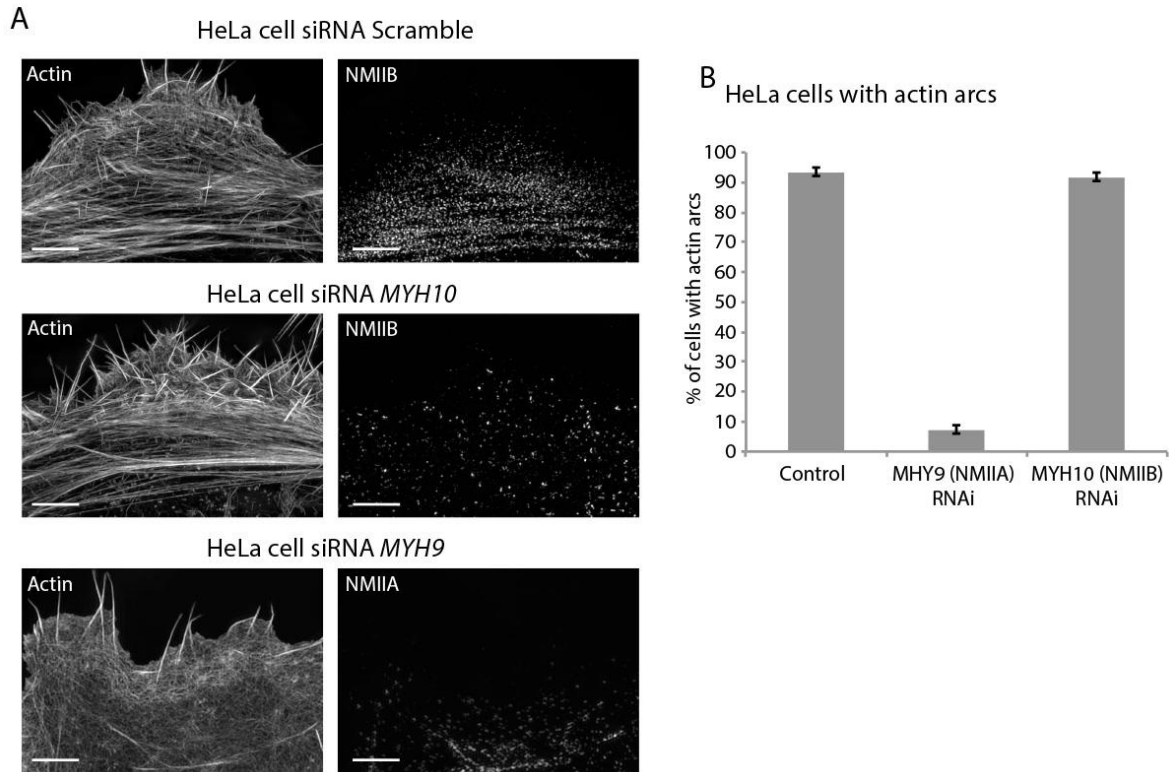 A
HeLa cell siRNA Scramble
Actin
NMIIB
HeLa cell siRNA MYH10
Actin
NMIIB
HeLa cell siRNA MYH9
Actin
NMIIA
B
HeLa cells with actin arcs
% of cells with actin arcs
100
90
80
70
60
50
40
30
20
10
0
Control
MHY9 (NMIIA)
RNAi
MYH10 (NMIIB)
RNAi